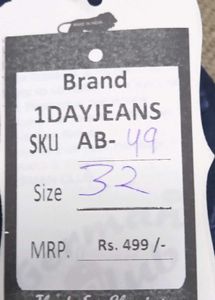 Brand
1DAYJEANS
SKU AB- 49
Size 32
MRP. Rs. 499 /-